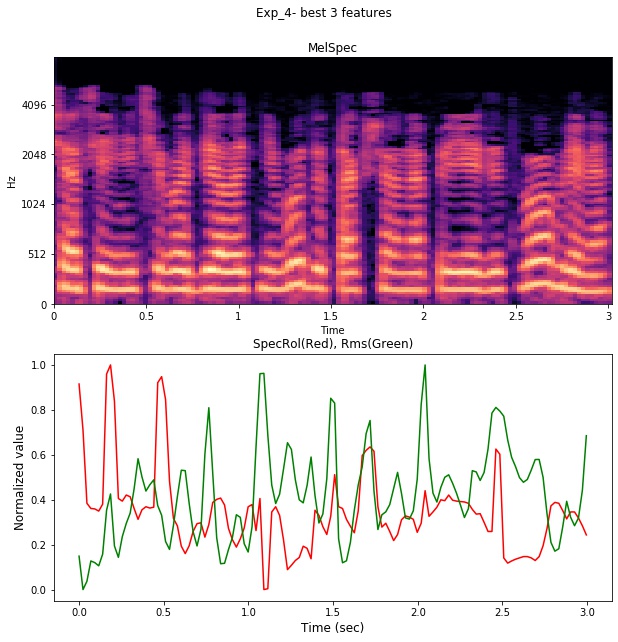 Exp_4- best 3 features
MelSpec
4096
2048
1024
512
0
Hz
0 0.5 1 1.5 2 2.5 3
Time
SpecRol(Red), Rms(Green)
1.0
0.8
0.6
0.4
0.2
0.0
Normalized value
0.0 0.5 1.0 1.5 2.0 2.5 3.0
Time (sec)